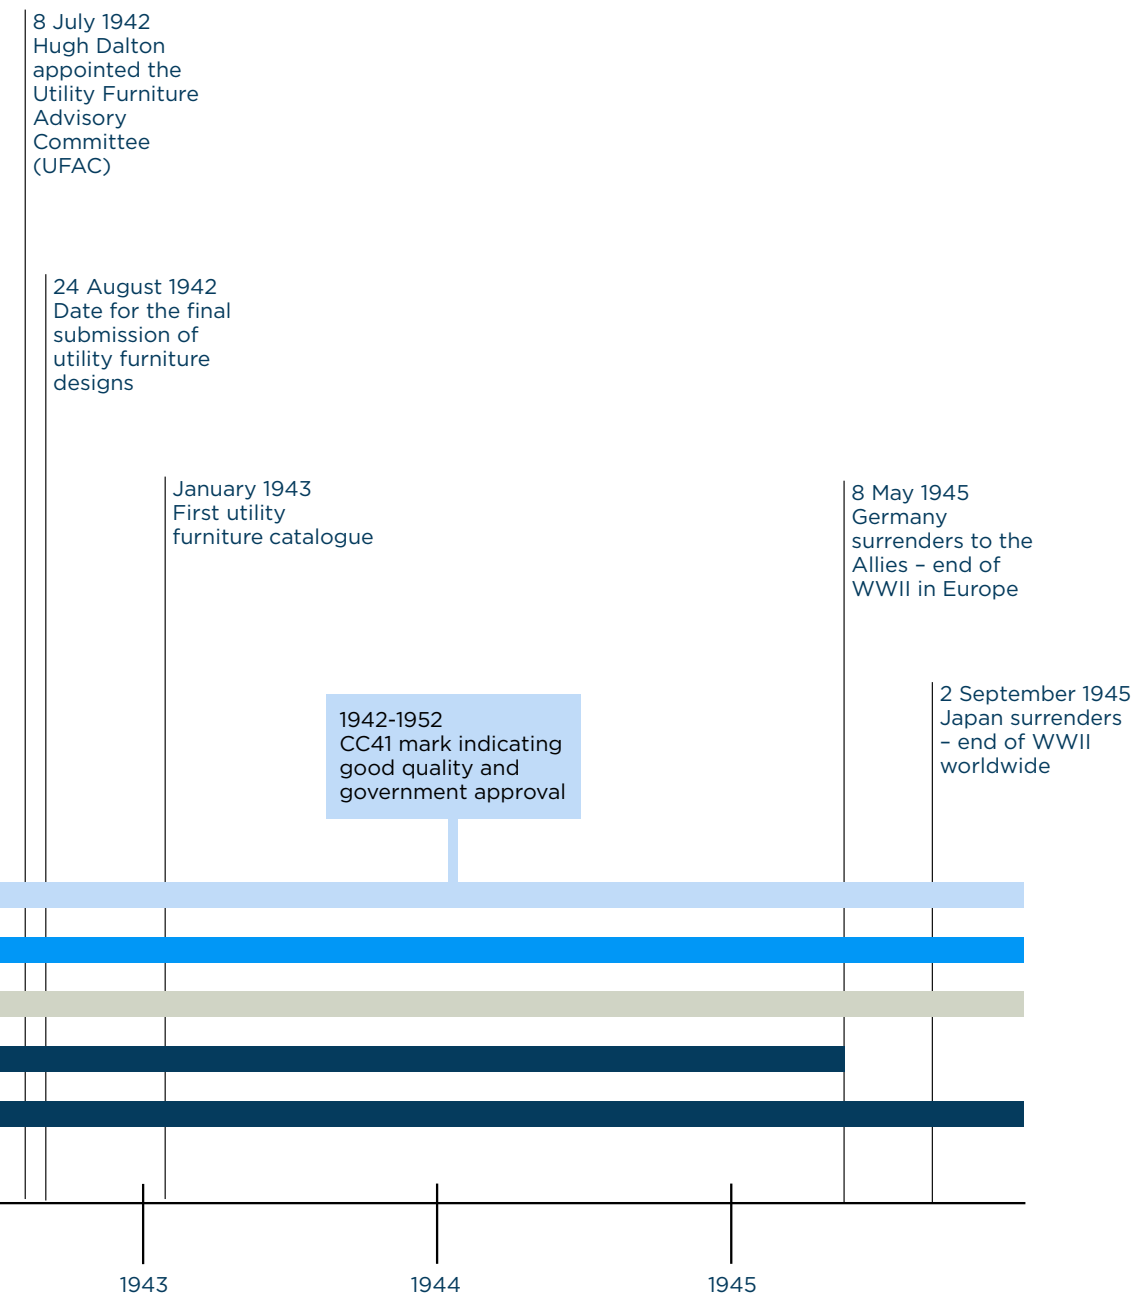 8 July 1942
Hugh Dalton
appointed the
Utility Furniture
Advisory
Committee
(UFAC)
24 August 1942
Date for the final
submission of
utility furniture
designs
January 1943
First utility
furniture catalogue
8 May 1945
Germany
surrenders to the
Allies – end of
WWII in Europe
1942-1952
CC41 mark indicating
good quality and
government approval
2 September 1945
Japan surrenders
– end of WWII
worldwide
1943
1944
1945